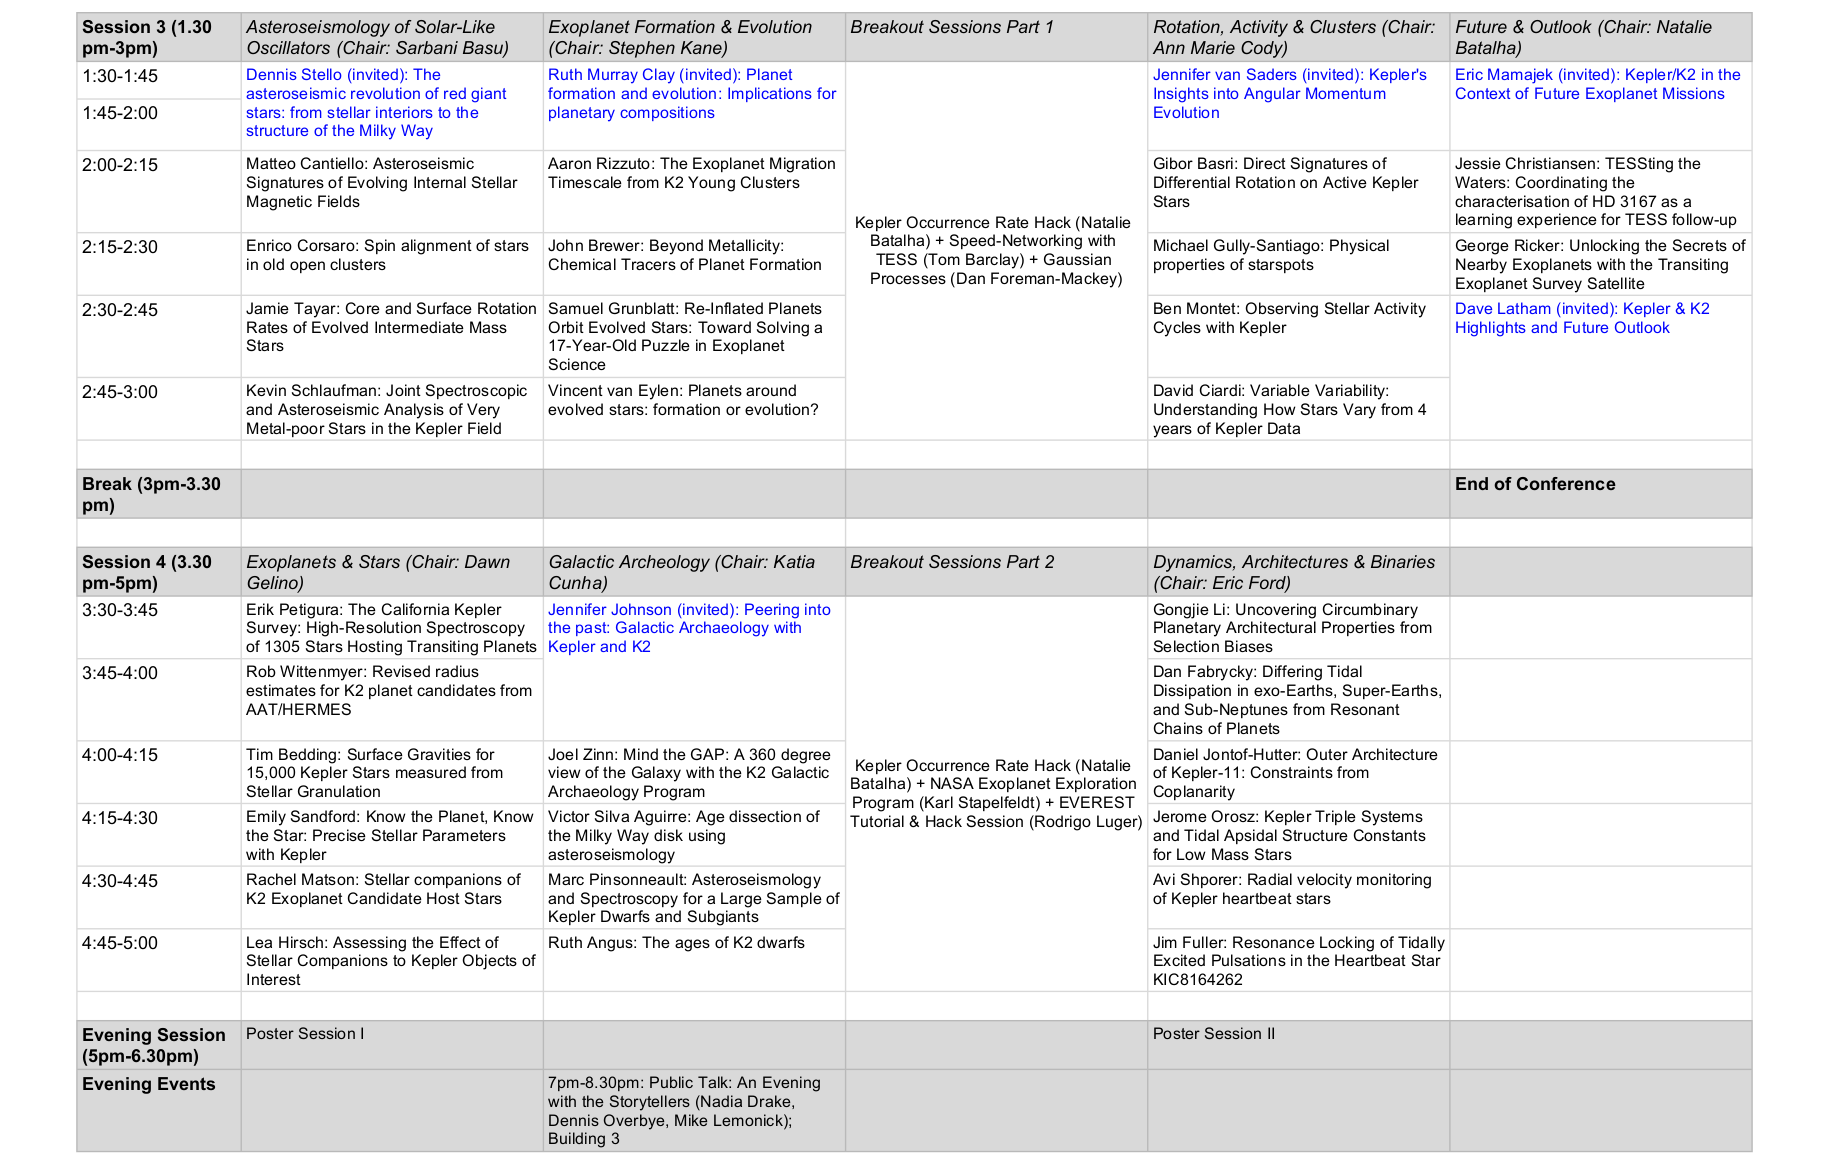 Session 3 (1.30
pm-3pm)
Asteroseismology of Solar-Like
Oscillators (Chair: Sarbani Basu)
Exoplanet Formation & Evolution
(Chair: Stephen Kane)
Breakout Sessions Part 1
Rotation, Activity & Clusters (Chair:
Ann Marie Cody)
Future & Outlook (Chair: Natalie
Batalha)
1:30-1:45
1:45-2:00
Dennis Stello (invited): The
asteroseismic revolution of red giant
stars: from stellar interiors to the
structure of the Milky Way
Ruth Murray Clay (invited): Planet
formation and evolution: Implications for
planetary compositions
Kepler Occurrence Rate Hack (Natalie
Batalha) + Speed-Networking with
TESS (Tom Barclay) + Gaussian
Processes (Dan Foreman-Mackey)
Jennifer van Saders (invited): Kepler's
Insights into Angular Momentum
Evolution
Eric Mamajek (invited): Kepler/K2 in the
Context of Future Exoplanet Missions
2:00-2:15
Matteo Cantiello: Asteroseismic
Signatures of Evolving Internal Stellar
Magnetic Fields
Aaron Rizzuto: The Exoplanet Migration
Timescale from K2 Young Clusters
Gibor Basri: Direct Signatures of
Differential Rotation on Active Kepler
Stars
Jessie Christiansen: TESSting the
Waters: Coordinating the
characterisation of HD 3167 as a
learning experience for TESS follow-up
2:15-2:30
Enrico Corsaro: Spin alignment of stars
in old open clusters
John Brewer: Beyond Metallicity:
Chemical Tracers of Planet Formation
Michael Gully-Santiago: Physical
properties of starspots
George Ricker: Unlocking the Secrets of
Nearby Exoplanets with the Transiting
Exoplanet Survey Satellite
2:30-2:45
Jamie Tayar: Core and Surface Rotation
Rates of Evolved Intermediate Mass
Stars
Samuel Grunblatt: Re-Inflated Planets
Orbit Evolved Stars: Toward Solving a
17-Year-Old Puzzle in Exoplanet
Science
Ben Montet: Observing Stellar Activity
Cycles with Kepler
Dave Latham (invited): Kepler & K2
Highlights and Future Outlook
2:45-3:00
Kevin Schlaufman: Joint Spectroscopic
and Asteroseismic Analysis of Very
Metal-poor Stars in the Kepler Field
Vincent van Eylen: Planets around
evolved stars: formation or evolution?
David Ciardi: Variable Variability:
Understanding How Stars Vary from 4
years of Kepler Data
Break (3pm-3.30
pm)
End of Conference
Session 4 (3.30
pm-5pm)
Exoplanets & Stars (Chair: Dawn
Gelino)
Galactic Archeology (Chair: Katia
Cunha)
Breakout Sessions Part 2
Dynamics, Architectures & Binaries
(Chair: Eric Ford)
3:30-3:45
Erik Petigura: The California Kepler
Survey: High-Resolution Spectroscopy
of 1305 Stars Hosting Transiting Planets
Jennifer Johnson (invited): Peering into
the past: Galactic Archaeology with
Kepler and K2
Kepler Occurrence Rate Hack (Natalie
Batalha) + NASA Exoplanet Exploration
Program (Karl Stapelfeldt) + EVEREST
Tutorial & Hack Session (Rodrigo Luger)
Gongjie Li: Uncovering Circumbinary
Planetary Architectural Properties from
Selection Biases
3:45-4:00
Rob Wittenmyer: Revised radius
estimates for K2 planet candidates from
AAT/HERMES
Dan Fabrycky: Differing Tidal
Dissipation in exo-Earths, Super-Earths,
and Sub-Neptunes from Resonant
Chains of Planets
4:00-4:15
Tim Bedding: Surface Gravities for
15,000 Kepler Stars measured from
Stellar Granulation
Joel Zinn: Mind the GAP: A 360 degree
view of the Galaxy with the K2 Galactic
Archaeology Program
Daniel Jontof-Hutter: Outer Architecture
of Kepler-11: Constraints from
Coplanarity
4:15-4:30
Emily Sandford: Know the Planet, Know
the Star: Precise Stellar Parameters
with Kepler
Victor Silva Aguirre: Age dissection of
the Milky Way disk using
asteroseismology
Jerome Orosz: Kepler Triple Systems
and Tidal Apsidal Structure Constants
for Low Mass Stars
4:30-4:45
Rachel Matson: Stellar companions of
K2 Exoplanet Candidate Host Stars
Marc Pinsonneault: Asteroseismology
and Spectroscopy for a Large Sample of
Kepler Dwarfs and Subgiants
Avi Shporer: Radial velocity monitoring
of Kepler heartbeat stars
4:45-5:00
Lea Hirsch: Assessing the Effect of
Stellar Companions to Kepler Objects of
Interest
Ruth Angus: The ages of K2 dwarfs
Jim Fuller: Resonance Locking of Tidally
Excited Pulsations in the Heartbeat Star
KIC8164262
Evening Session
(5pm-6.30pm)
Poster Session I
Poster Session II
Evening Events
7pm-8.30pm: Public Talk: An Evening
with the Storytellers (Nadia Drake,
Dennis Overbye, Mike Lemonick);
Building 3